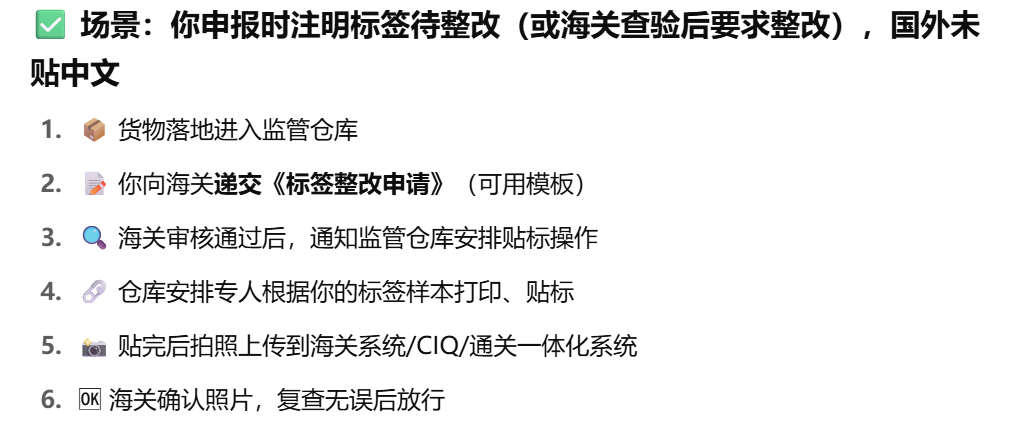 ✅ 场景：你申报时注明标签待整改（或海关查验后要求整改），国外未
贴中文
1. 📦 货物落地进入监管仓库
2. 📝 你向海关递交《标签整改申请》（可用模板）
3. 🔍 海关审核通过后，通知监管仓库安排贴标操作
4. 🔗 仓库安排专人根据你的标签样本打印、贴标
5. 📸 贴完后拍照上传到海关系统/CIQ/通关一体化系统
6. 🆗 海关确认照片，复查无误后放行